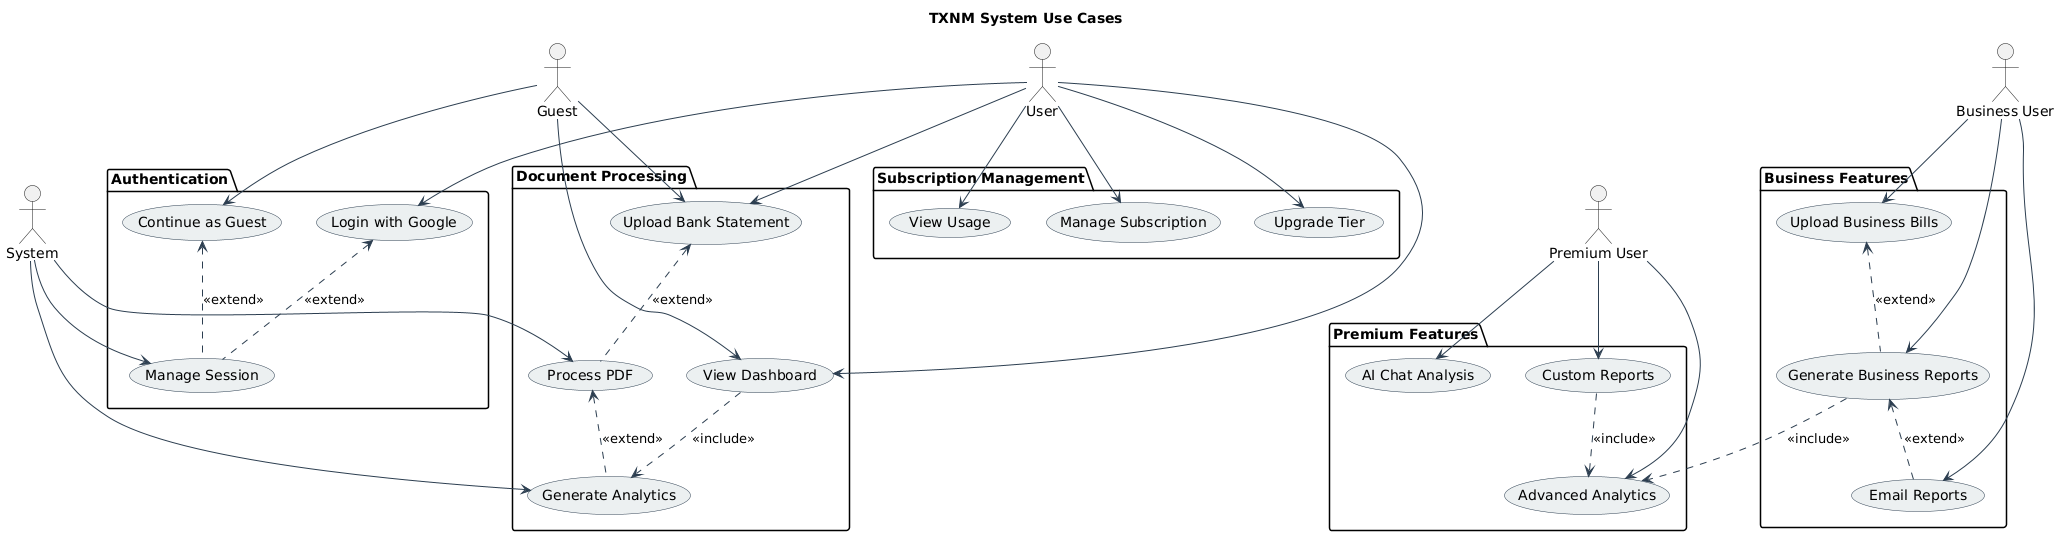 TXNM System Use Cases
Guest
User
Business User
System
Premium User
Authentication
Continue as Guest
Login with Google
«extend»
«extend»
Manage Session
Document Processing
Upload Bank Statement
«extend»
Process PDF
View Dashboard
«extend»
«include»
Generate Analytics
Subscription Management
View Usage
Manage Subscription
Upgrade Tier
Premium Features
AI Chat Analysis
Custom Reports
«include»
Advanced Analytics
Business Features
Upload Business Bills
«extend»
Generate Business Reports
«include»
«extend»
Email Reports